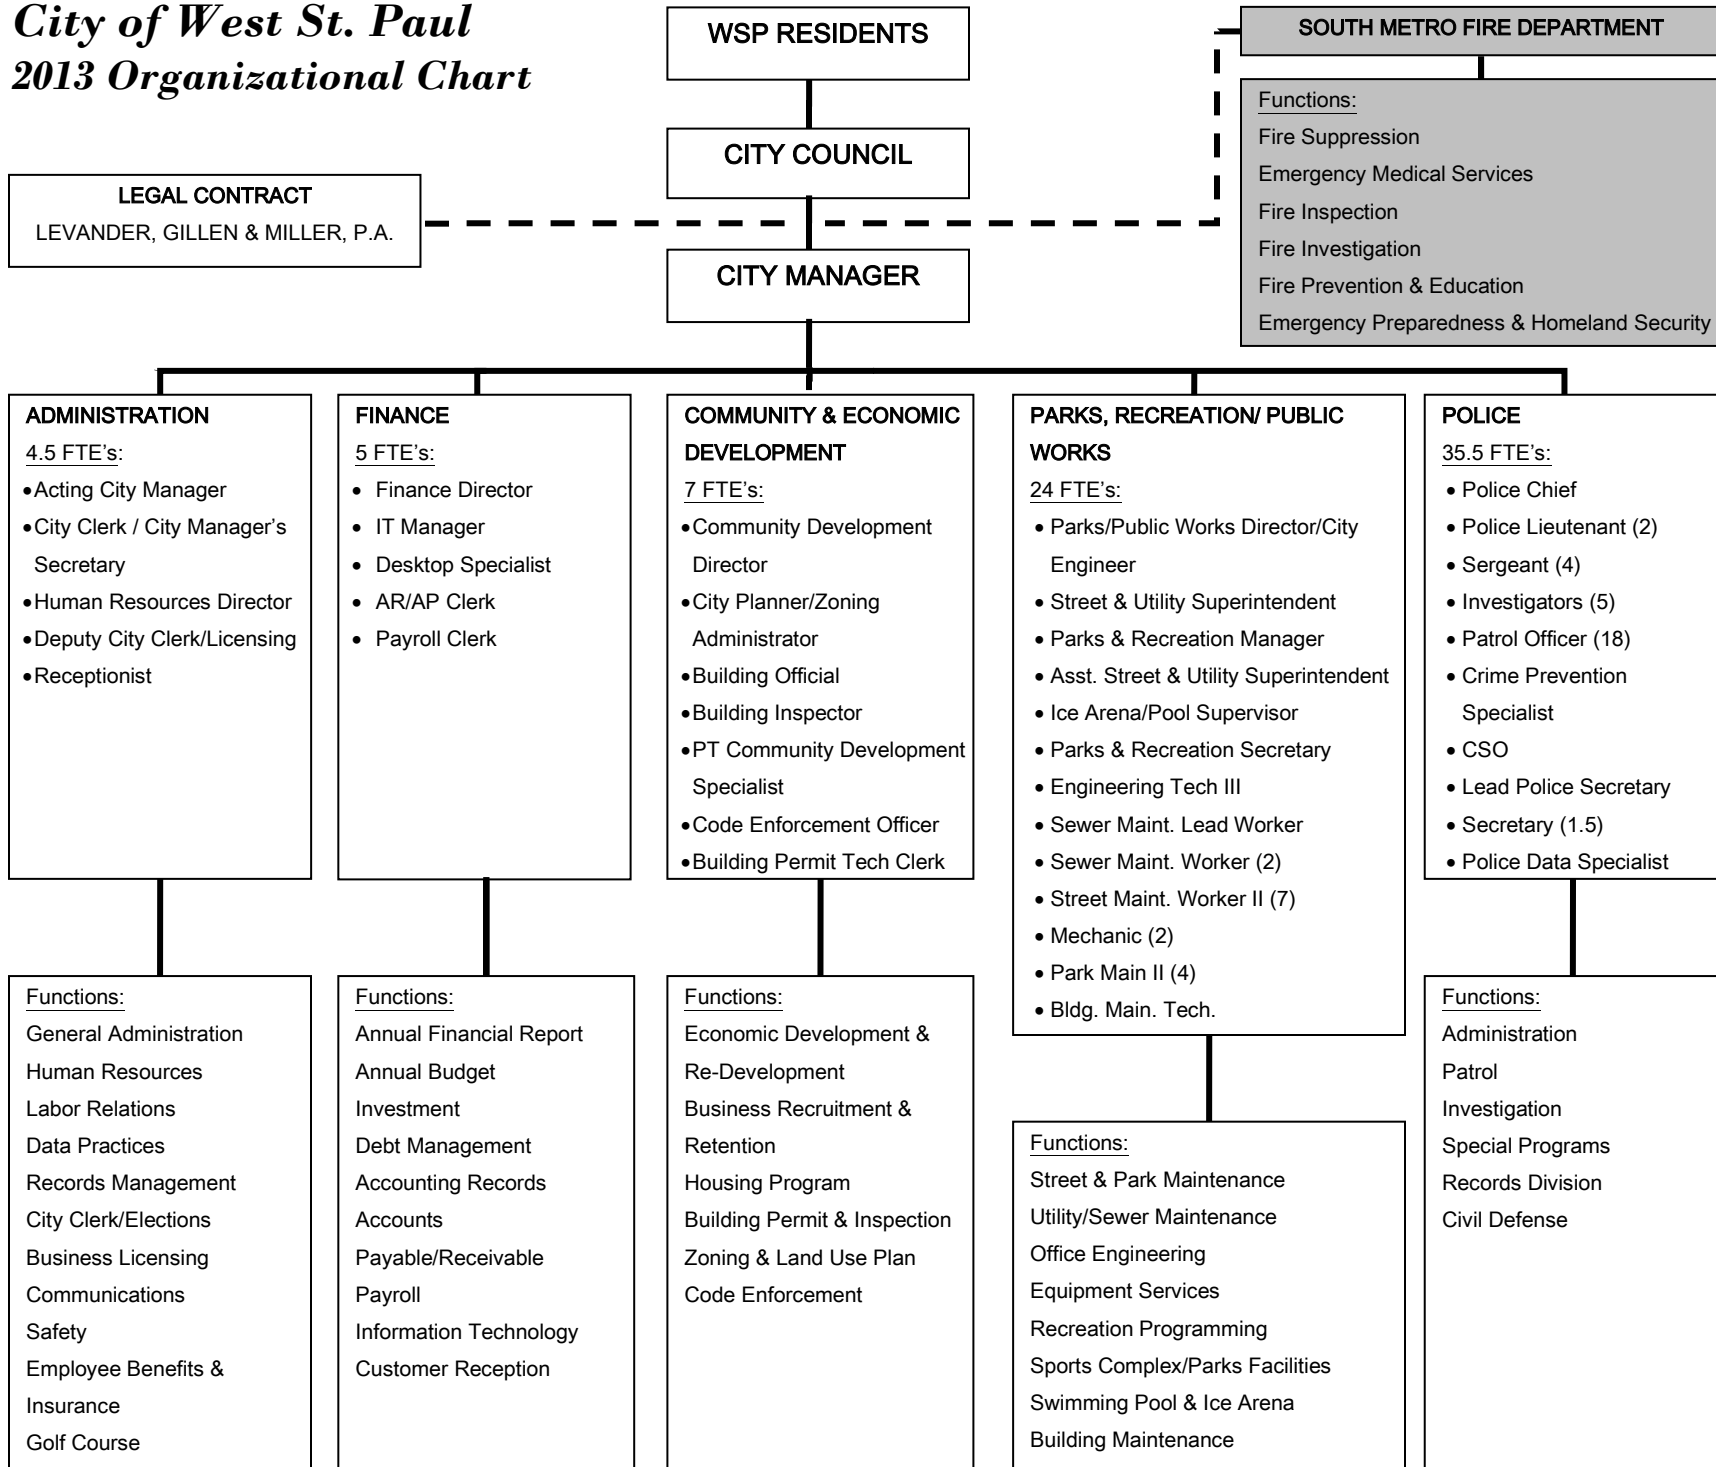 City of West St. Paul
2013 Organizational Chart
WSP RESIDENTS
CITY COUNCIL
CITY MANAGER
LEGAL CONTRACT
LEVANDER, GILLEN & MILLER, P.A.
SOUTH METRO FIRE DEPARTMENT
Functions:
Fire Suppression
Emergency Medical Services
Fire Inspection
Fire Investigation
Fire Prevention & Education
Emergency Preparedness & Homeland Security
ADMINISTRATION
4.5 FTE's:
• Acting City Manager
• City Clerk / City Manager's
Secretary
• Human Resources Director
• Deputy City Clerk/Licensing
• Receptionist
Functions:
General Administration
Human Resources
Labor Relations
Data Practices
Records Management
City Clerk/Elections
Business Licensing
Communications
Safety
Employee Benefits &
Insurance
Golf Course
FINANCE
5 FTE's:
• Finance Director
• IT Manager
• Desktop Specialist
• AR/AP Clerk
• Payroll Clerk
Functions:
Annual Financial Report
Annual Budget
Investment
Debt Management
Accounting Records
Accounts
Payable/Receivable
Payroll
Information Technology
Customer Reception
COMMUNITY & ECONOMIC
DEVELOPMENT
7 FTE's:
• Community Development
Director
• City Planner/Zoning
Administrator
• Building Official
• Building Inspector
• PT Community Development
Specialist
• Code Enforcement Officer
• Building Permit Tech Clerk
Functions:
Economic Development &
Re-Development
Business Recruitment &
Retention
Housing Program
Building Permit & Inspection
Zoning & Land Use Plan
Code Enforcement
PARKS, RECREATION/ PUBLIC
WORKS
24 FTE's:
• Parks/Public Works Director/City
Engineer
• Street & Utility Superintendent
• Parks & Recreation Manager
• Asst. Street & Utility Superintendent
• Ice Arena/Pool Supervisor
• Parks & Recreation Secretary
• Engineering Tech III
• Sewer Maint. Lead Worker
• Sewer Maint. Worker (2)
• Street Maint. Worker II (7)
• Mechanic (2)
• Park Main II (4)
• Bldg. Main. Tech.
Functions:
Street & Park Maintenance
Utility/Sewer Maintenance
Office Engineering
Equipment Services
Recreation Programming
Sports Complex/Parks Facilities
Swimming Pool & Ice Arena
Building Maintenance
POLICE
35.5 FTE's:
• Police Chief
• Police Lieutenant (2)
• Sergeant (4)
• Investigators (5)
• Patrol Officer (18)
• Crime Prevention
Specialist
• CSO
• Lead Police Secretary
• Secretary (1.5)
• Police Data Specialist
Functions:
Administration
Patrol
Investigation
Special Programs
Records Division
Civil Defense